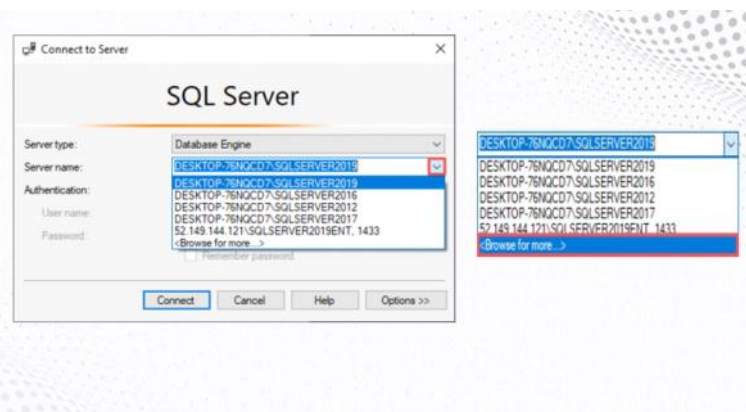 Connect to Server
SQL Server
Server type: Database Engine
Server name: DESKTOP-76NQCD7\SQLSERVER2019
Authentication: DESKTOP-76NQCD7\SQLSERVER2019
DESKTOP-76NQCD7\SQLSERVER2016
User name: DESKTOP-76NQCD7\SQLSERVER2012
DESKTOP-76NQCD7\SQLSERVER2017
Password: 52.149.144.121\SQLSERVER2019ENT, 1433
<Browse for more...>
Remember password
Connect Cancel Help Options >>
DESKTOP-76NQCD7\SQLSERVER2019
DESKTOP-76NQCD7\SQLSERVER2019
DESKTOP-76NQCD7\SQLSERVER2016
DESKTOP-76NQCD7\SQLSERVER2012
DESKTOP-76NQCD7\SQLSERVER2017
52.149.144.121\SQLSERVER2019ENT, 1433
<Browse for more...>